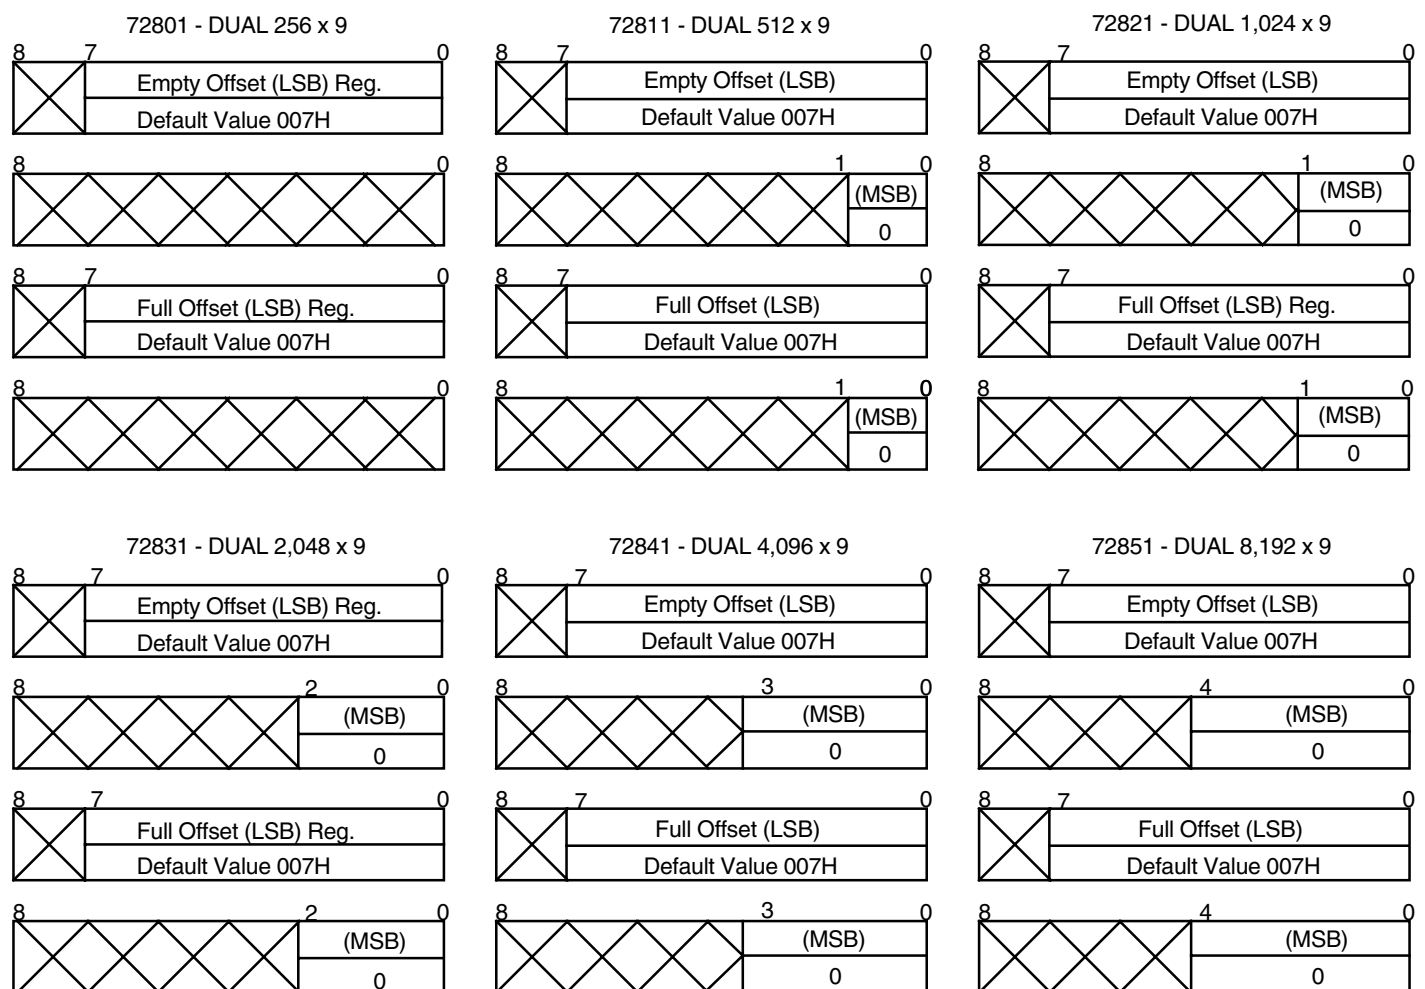 72801 - DUAL 256 x 9
8 7 0
Empty Offset (LSB) Reg.
Default Value 007H
8 0
8 7 0
Full Offset (LSB) Reg.
Default Value 007H
8 0
72811 - DUAL 512 x 9
8 7 0
Empty Offset (LSB)
Default Value 007H
8 1 0
(MSB)
0
8 7 0
Full Offset (LSB)
Default Value 007H
8 1 0
(MSB)
0
72821 - DUAL 1,024 x 9
8 7 0
Empty Offset (LSB)
Default Value 007H
8 1 0
(MSB)
0
8 7 0
Full Offset (LSB) Reg.
Default Value 007H
8 1 0
(MSB)
0
72831 - DUAL 2,048 x 9
8 7 0
Empty Offset (LSB) Reg.
Default Value 007H
8 2 0
(MSB)
0
8 7 0
Full Offset (LSB) Reg.
Default Value 007H
8 2 0
(MSB)
0
72841 - DUAL 4,096 x 9
8 7 0
Empty Offset (LSB)
Default Value 007H
8 3 0
(MSB)
0
8 7 0
Full Offset (LSB)
Default Value 007H
8 3 0
(MSB)
0
72851 - DUAL 8,192 x 9
8 7 0
Empty Offset (LSB)
Default Value 007H
8 4 0
(MSB)
0
8 7 0
Full Offset (LSB)
Default Value 007H
8 4 0
(MSB)
0